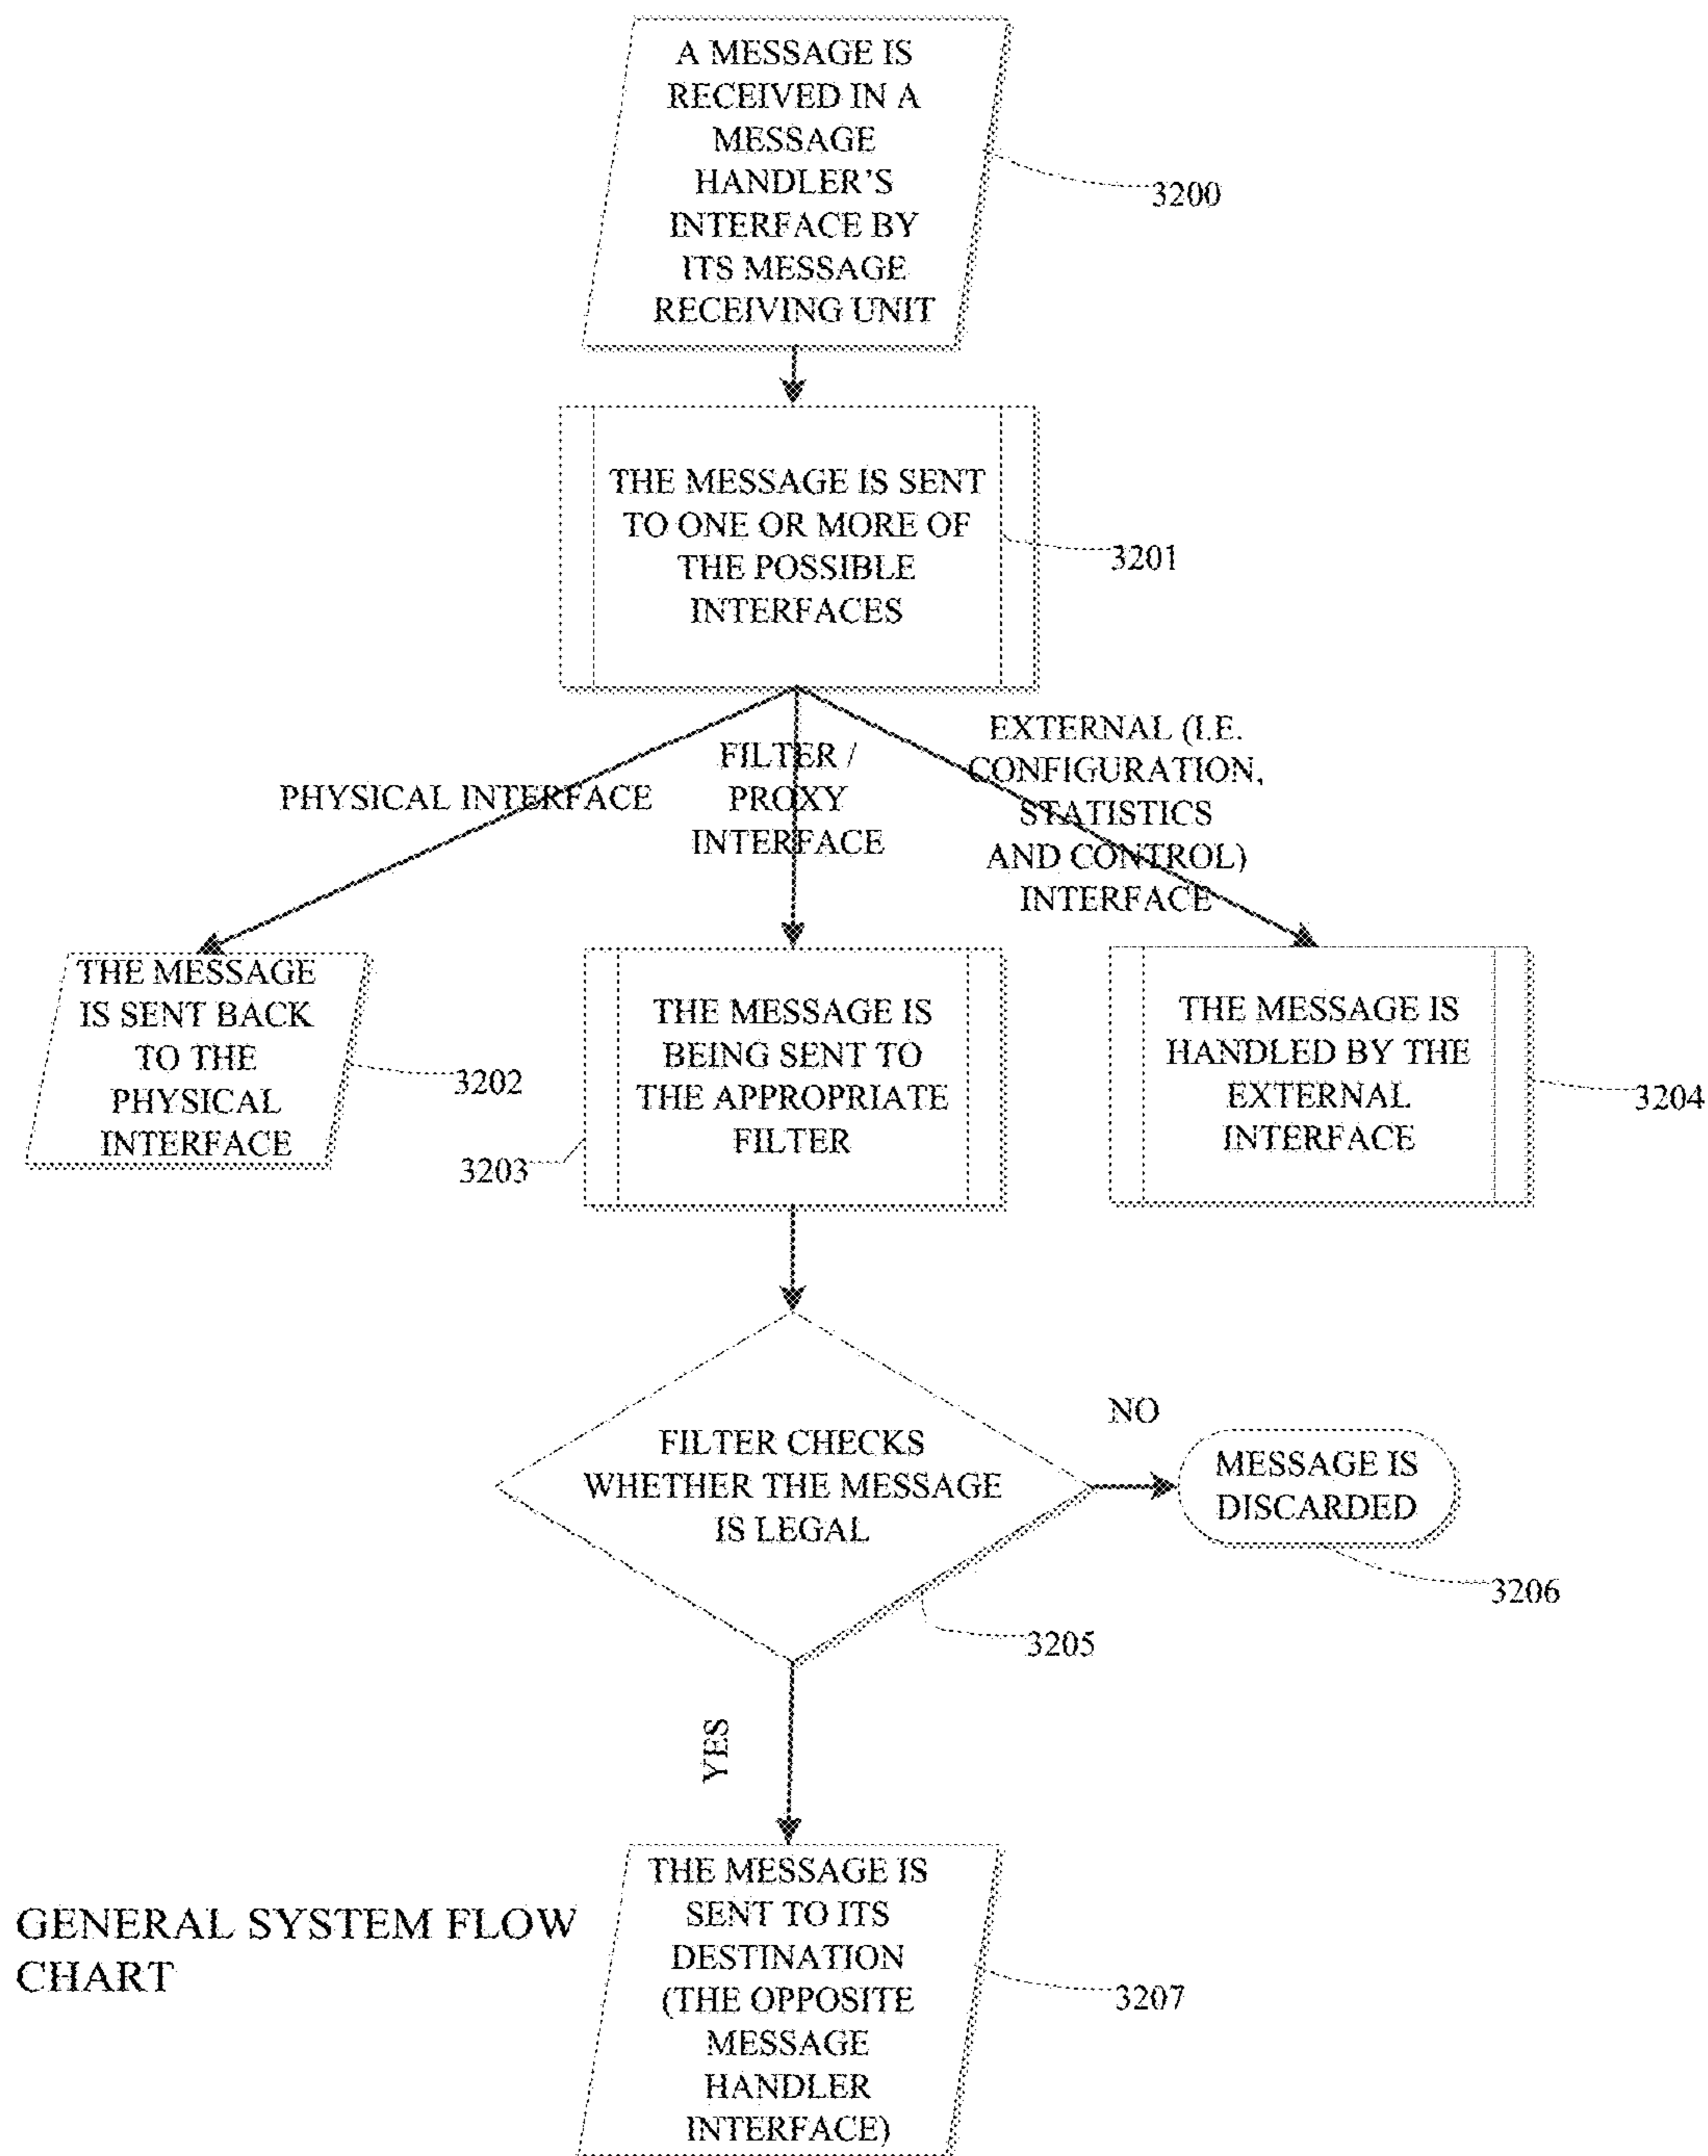 A MESSAGE IS
RECEIVED IN A
MESSAGE
HANDLER'S
INTERFACE BY
ITS MESSAGE
RECEIVING UNIT
3200
THE MESSAGE IS SENT
TO ONE OR MORE OF
THE POSSIBLE
INTERFACES
3201
PHYSICAL INTERFACE
FILTER /
PROXY
INTERFACE
EXTERNAL (I.E.
CONFIGURATION,
STATISTICS
AND CONTROL)
INTERFACE
THE MESSAGE
IS SENT BACK
TO THE
PHYSICAL
INTERFACE
3202
THE MESSAGE IS
BEING SENT TO
THE APPROPRIATE
FILTER
3203
THE MESSAGE IS
HANDLED BY THE
EXTERNAL
INTERFACE
3204
FILTER CHECKS
WHETHER THE MESSAGE
IS LEGAL
3205
NO
MESSAGE IS
DISCARDED
3206
YES
THE MESSAGE IS
SENT TO ITS
DESTINATION
(THE OPPOSITE
MESSAGE
HANDLER
INTERFACE)
3207
GENERAL SYSTEM FLOW
CHART